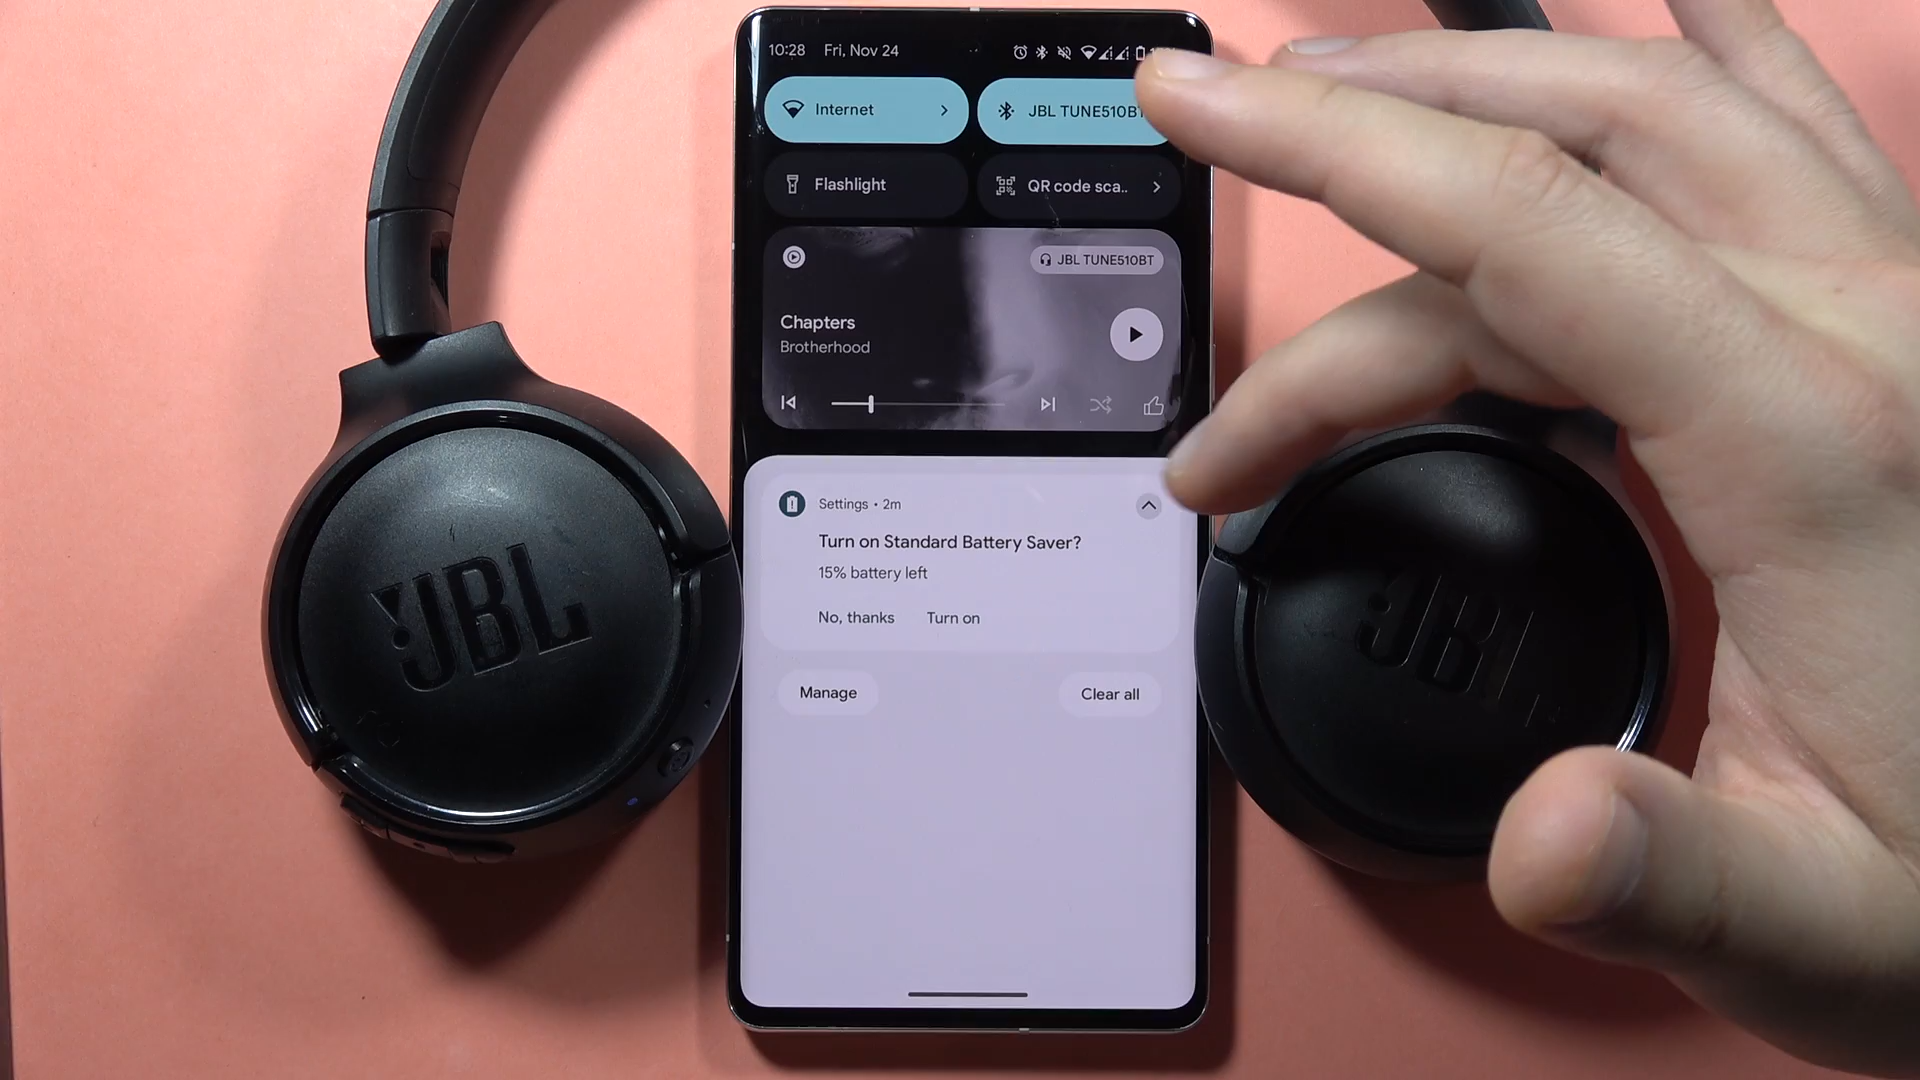 10:28 Fri, Nov 24
Internet
JBL TUNE510BT
Flashlight
QR code sca..
JBL TUNE510BT
Chapters
Brotherhood
Settings • 2m
Turn on Standard Battery Saver?
15% battery left
No, thanks Turn on
Manage
Clear all
JBL
JBL